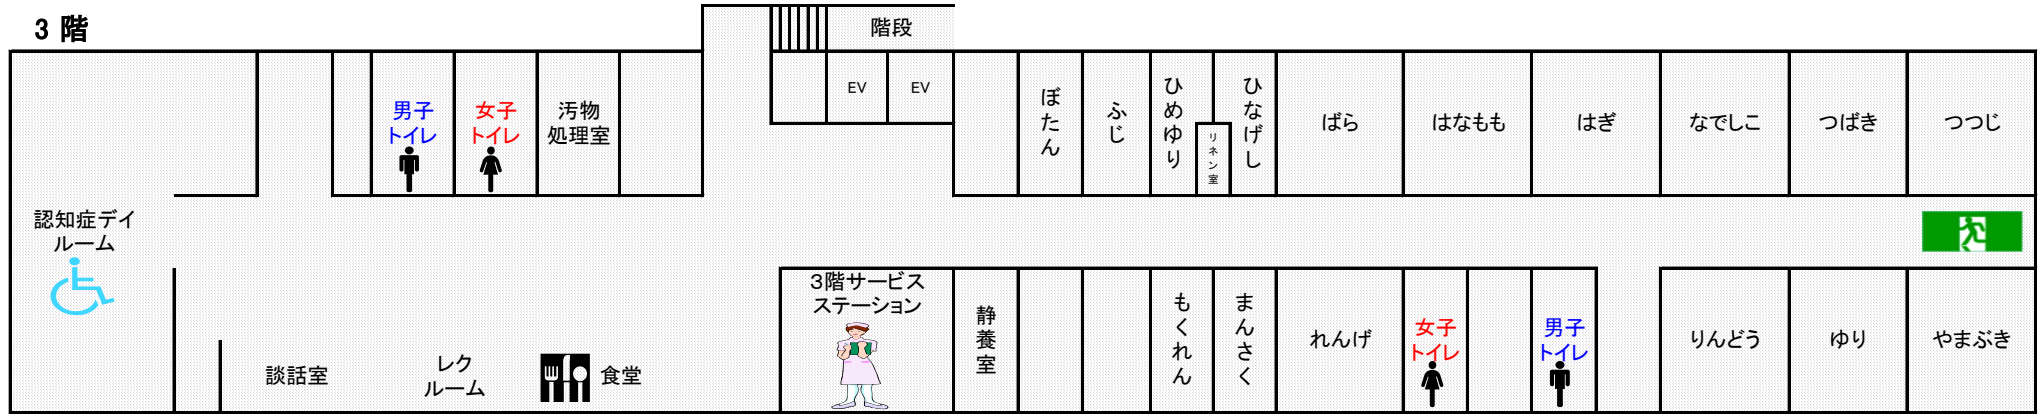 3 階
階段
EV
EV
男子
トイレ
女子
トイレ
汚物
処理室
ぼたん
ふじ
ひめゆり
リネン室
ひなげし
ばら
はなもも
はぎ
なでしこ
つばき
つつじ
認知症デイ
ルーム
3階サービス
ステーション
静養室
もくれん
まんさく
れんげ
女子
トイレ
男子
トイレ
りんどう
ゆり
やまぶき
談話室
レク
ルーム
食堂